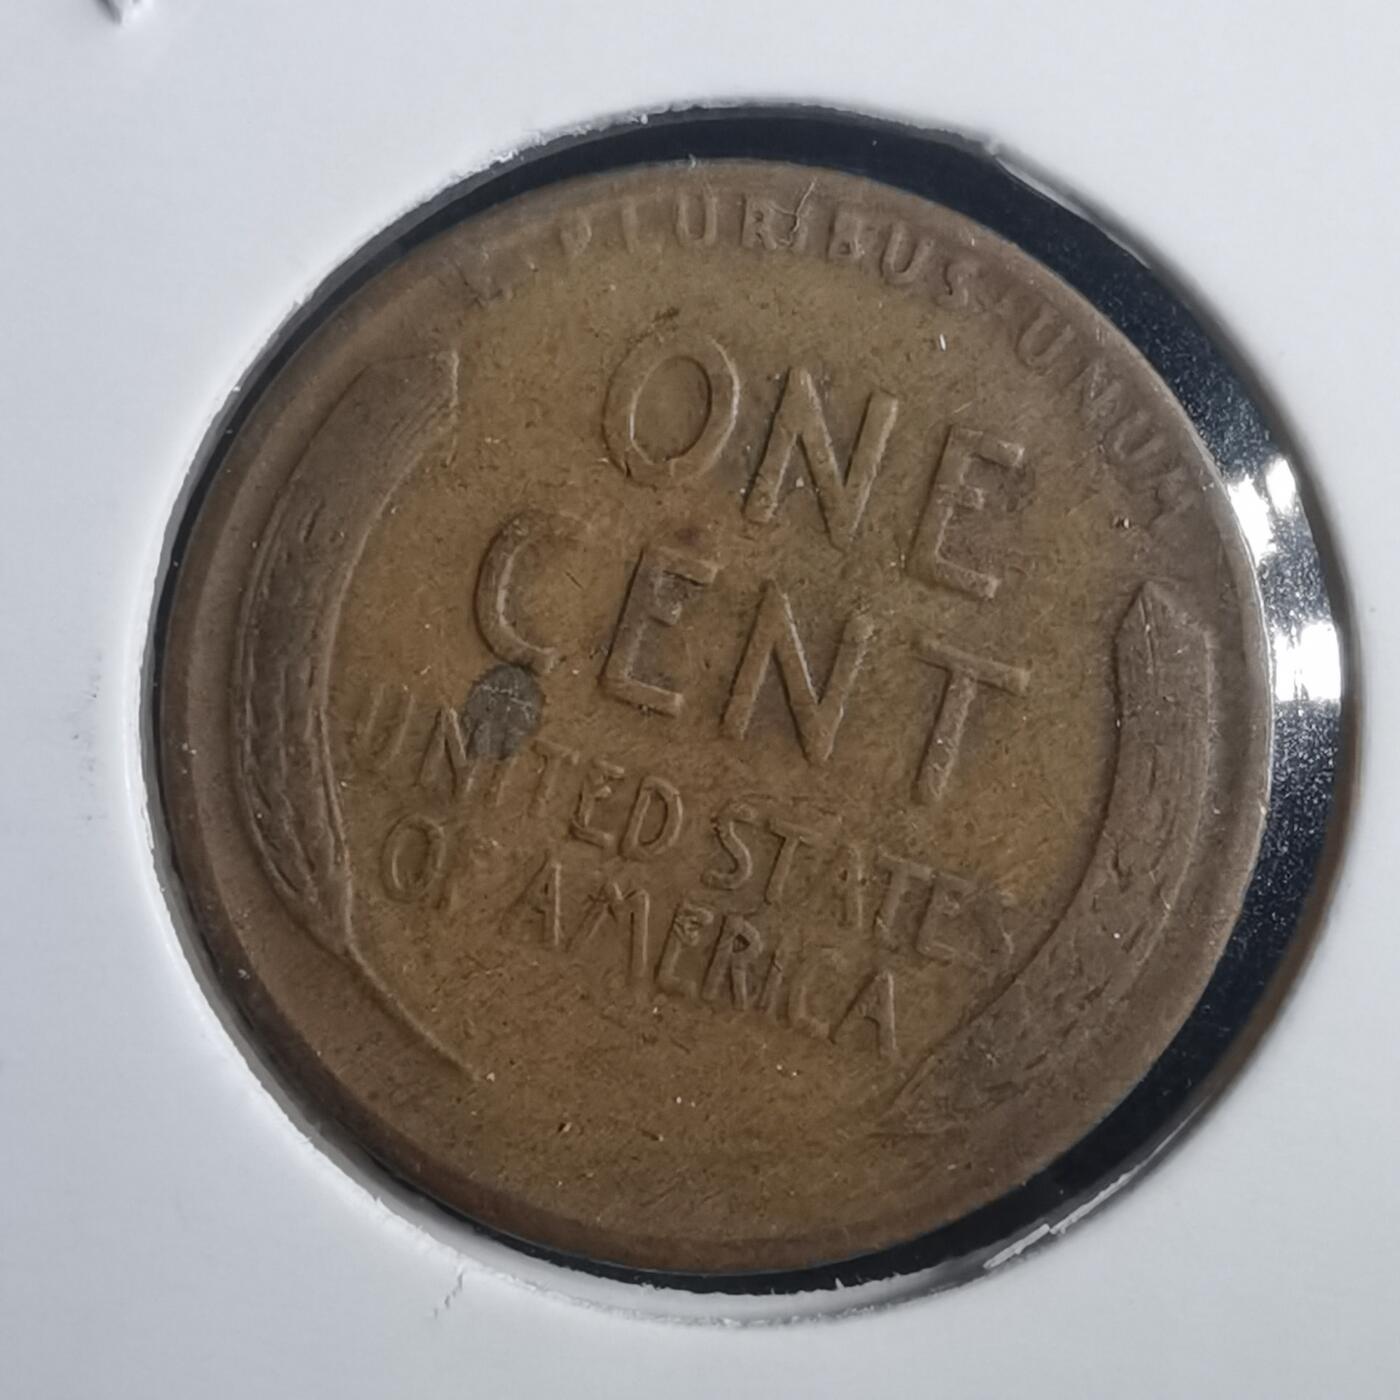 E. PLURIBUS UNUM
ONE
CENT
UNITED STATES
OF AMERICA